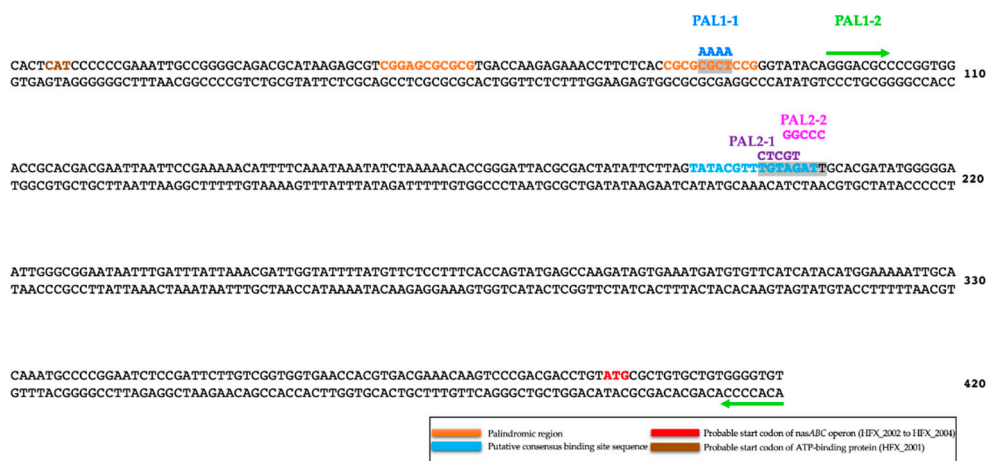 PAL1-1 PAL1-2
AAAA
CACTCATCCCCCCGAAATTGCCGGGGCAGACGCATAAGAGCGTCGGAGCGCGCGTGACCAAGAGAAACCTTCTCACCGCGCGCTCCGGGTATACAGGGACGCCCCGGTGG
GTGAGTAGGGGGGCTTTAACGGCCCCGTCTGCGTATTCTCGCAGCCTCGCGCGCACTGGTTCTCTTTGGAAGAGTGGCGCGCGAGGCCCATATGTCCCTGCGGGGCCACC
110
PAL2-2
GGCCC
PAL2-1
CTCGT
ACCGCACGACGAATTAATTCCGAAAAACATTTTCAAATAAATATCTAAAAACACCGGGATTACGCGACTATATTCTTAGTATACGTTTGTAGATTGCACGATATGGGGGA
TGGCGTGCTGCTTAATTAAGGCTTTTTGTAAAAGTTTATTTATAGATTTTTGTGGCCCTAATGCGCTGATATAAGAATCATATGCAAACATCTAACGTGCTATACCCCCT
220
ATTGGGCGGAATAATTTGATTTATTAAACGATTGGTATTTTATGTTCTCCTTTCACCAGTATGAGCCAAGATAGTGAAATGATGTGTTCATCATACATGGAAAAATTGCA
TAACCCGCCTTATTAAACTAAATAATTTGCTAACCATAAAATACAAGAGGAAAGTGGTCATACTCGGTTCTATCACTTTACTACACAAGTAGTATGTACCTTTTTAACGT
330
CAAATGCCCCGGAATCTCCGATTCTTGTCGGTGGTGAACCACGTGACGAAACAAGTCCCGACGACCTGTATGCGCTGTGCTGTGGGGTGT
GTTTACGGGGCCTTAGAGGCTAAGAACAGCCACCACTTGGTGCACTGCTTTGTTCAGGGCTGCTGGACATACGCGACACGACACCCCACA
420
Palindromic region
Putative consensus binding site sequence
Probable start codon of nasABC operon (HFX_2002 to HFX_2004)
Probable start codon of ATP-binding protein (HFX_2001)